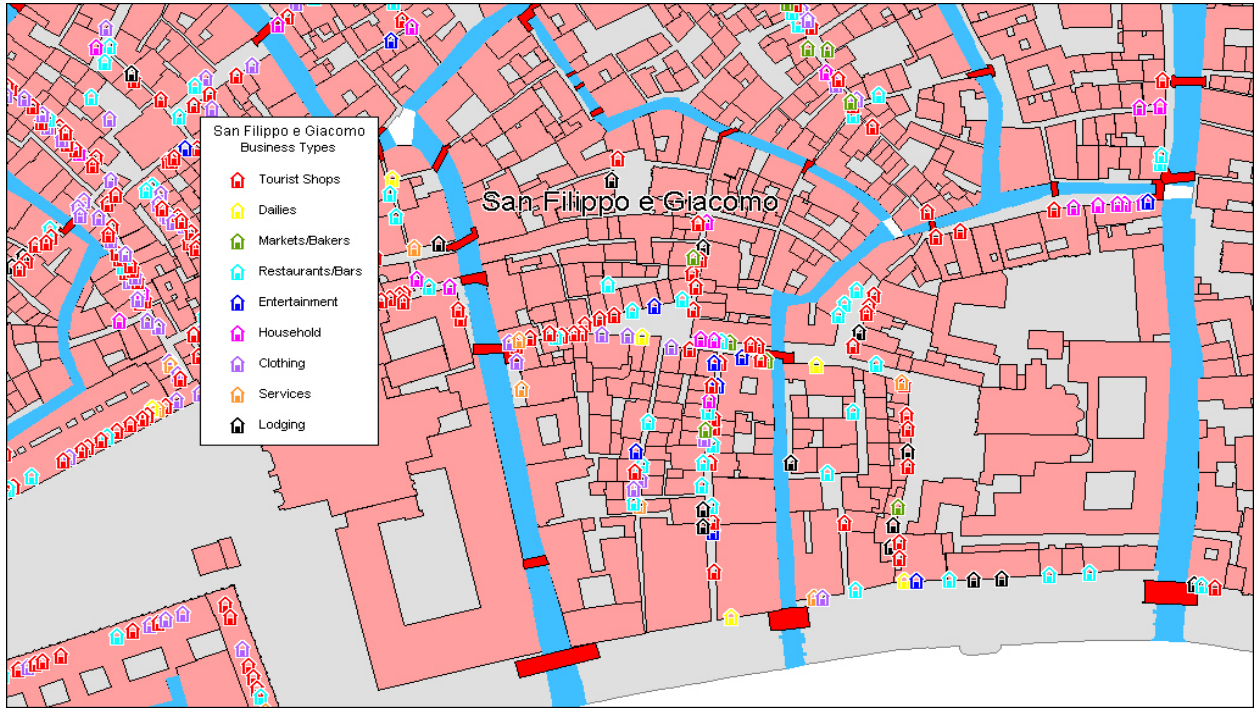 San Filippo e Giacomo
Business Types
Tourist Shops
Dailies
Markets/Bakers
Restaurants/Bars
Entertainment
Household
Clothing
Services
Lodging
San Filippo e Giacomo